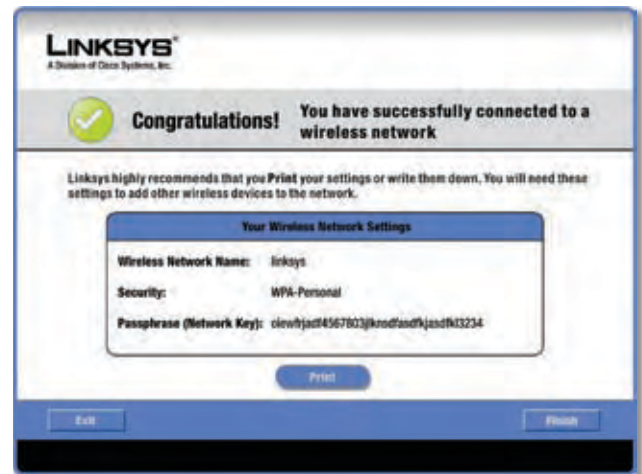 LINKSYS®
A Division of Cisco Systems, Inc.
Congratulations!
You have successfully connected to a
wireless network
Linksys highly recommends that you Print your settings or write them down. You will need these
settings to add other wireless devices to the network.
Your Wireless Network Settings
Wireless Network Name: linksys
Security: WPA-Personal
Passphrase (Network Key):
Print
Exit
Finish